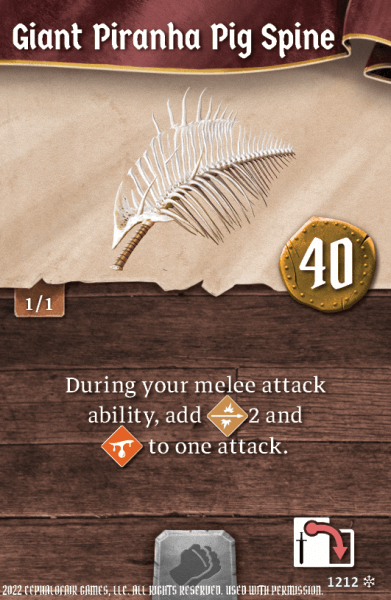 Giant Piranha Pig Spine
40
1/1
During your melee attack
ability, add 2 and
to one attack.
1212
2022 CEPHALOFAIR GAMES, LLC. ALL RIGHTS RESERVED. USED WITH PERMISSION.